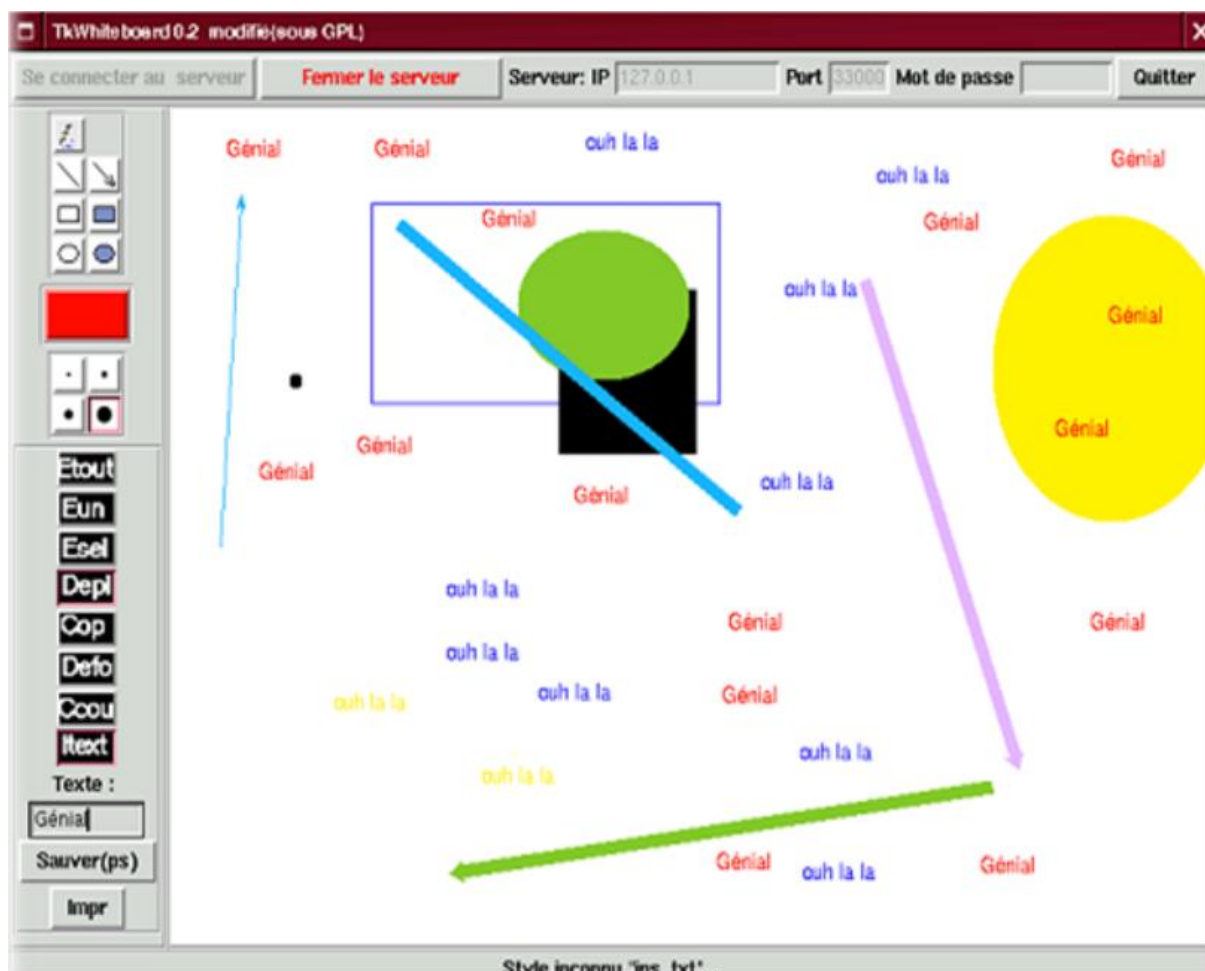 TkWhiteboard 0.2 modifié(sous GPL)
Se connecter au serveur Fermer le serveur Serveur: IP 127.0.0.1 Port 33000 Mot de passe Quitter
Génial Génial ouh la la Génial
ouh la la
Génial Génial
ouh la la Génial
Génial
Génial
Etout Génial
ouh la la
Eun Génial
Esel
Depl ouh la la
Cop Génial Génial
Defo ouh la la
Ccou ouh la la ouh la la Génial
Itext ouh la la
Texte : ouh la la
Génial
Sauver(ps) Génial ouh la la Génial
Impr
Style inconnu "ins_txt"...